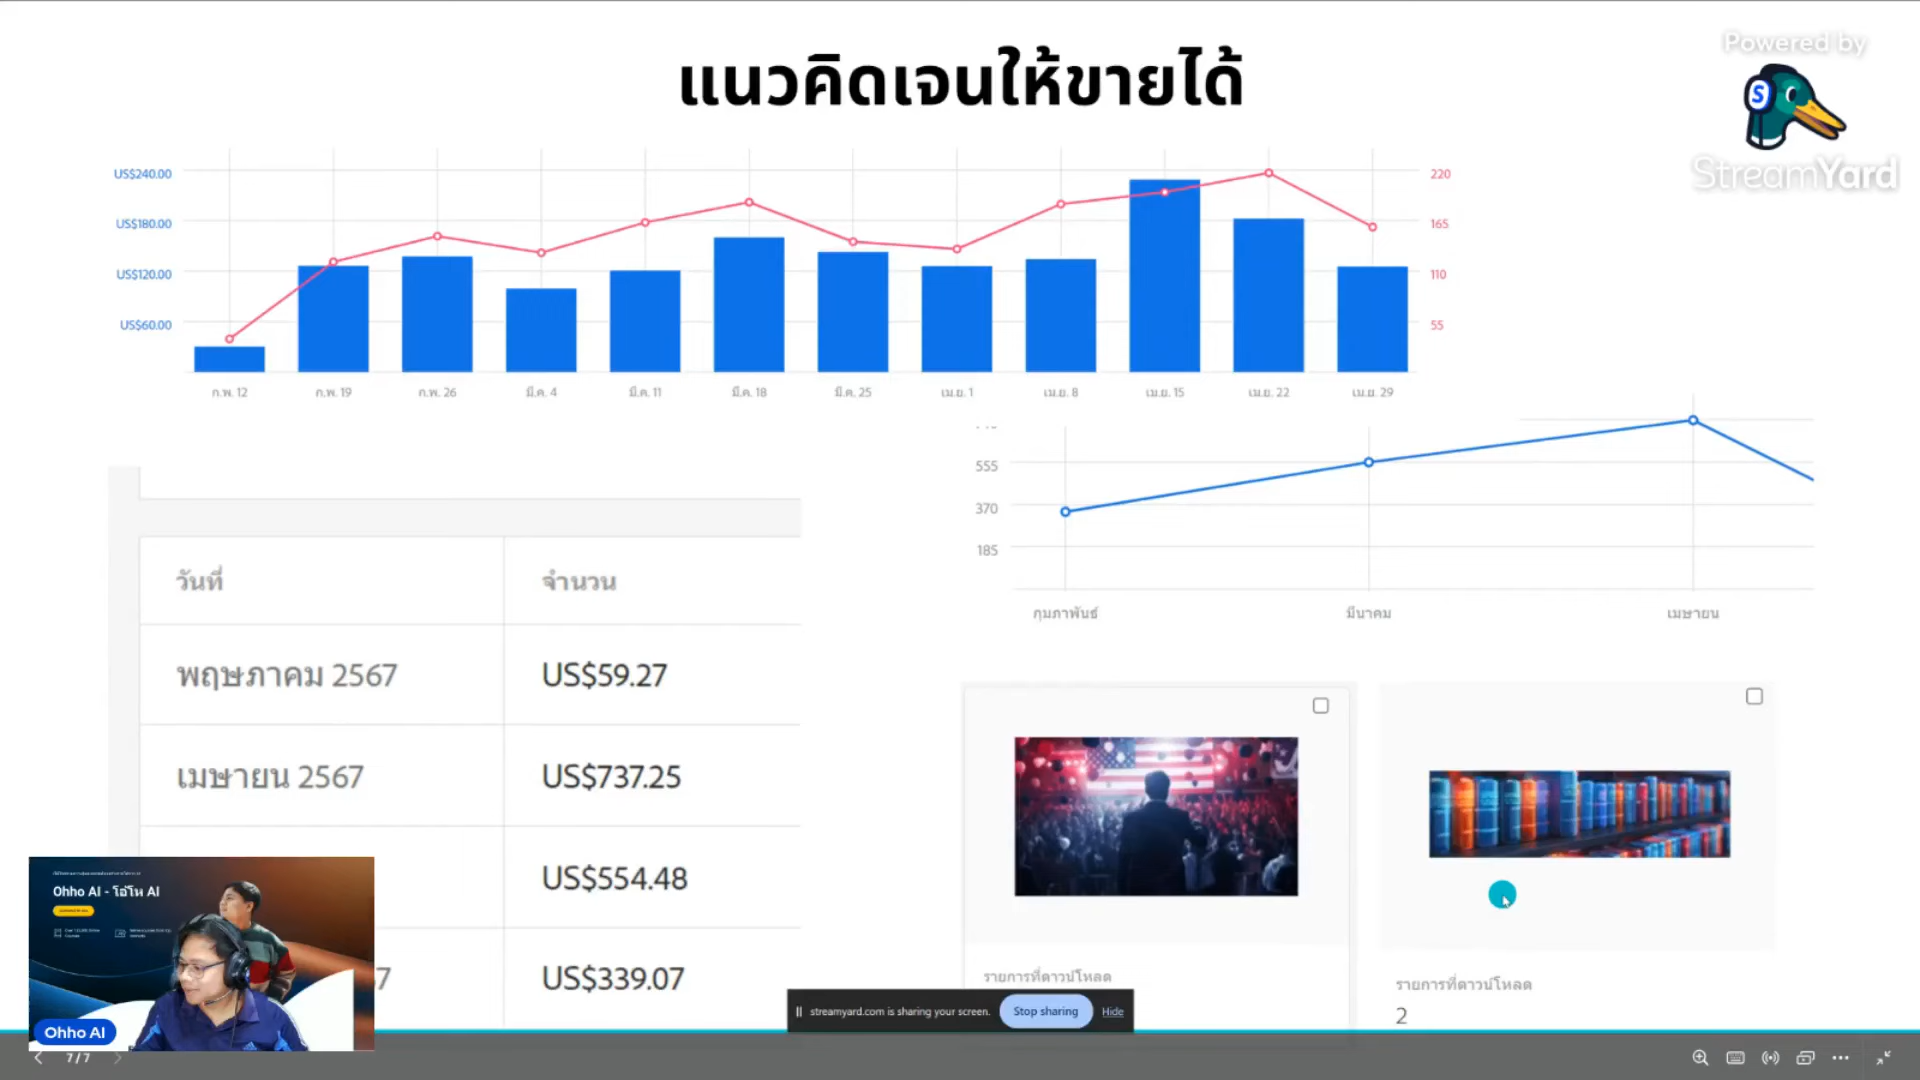 แนวคิดเจนให้ขายได้
Powered by
StreamYard
US$240.00
US$180.00
US$120.00
US$60.00
220
165
110
55
ก.พ. 12
ก.พ. 19
ก.พ. 26
มี.ค. 4
มี.ค. 11
มี.ค. 18
มี.ค. 25
เม.ย. 1
เม.ย. 8
เม.ย. 15
เม.ย. 22
เม.ย. 29
555
370
185
กุมภาพันธ์
มีนาคม
เมษายน
วันที่ จำนวน
พฤษภาคม 2567 US$59.27
เมษายน 2567 US$737.25
US$554.48
7 US$339.07
รายการที่ดาวน์โหลด
รายการที่ดาวน์โหลด
2
Ohho AI - โอ้โห AI
Ohho AI
streamyard.com is sharing your screen. Stop sharing Hide
7/7